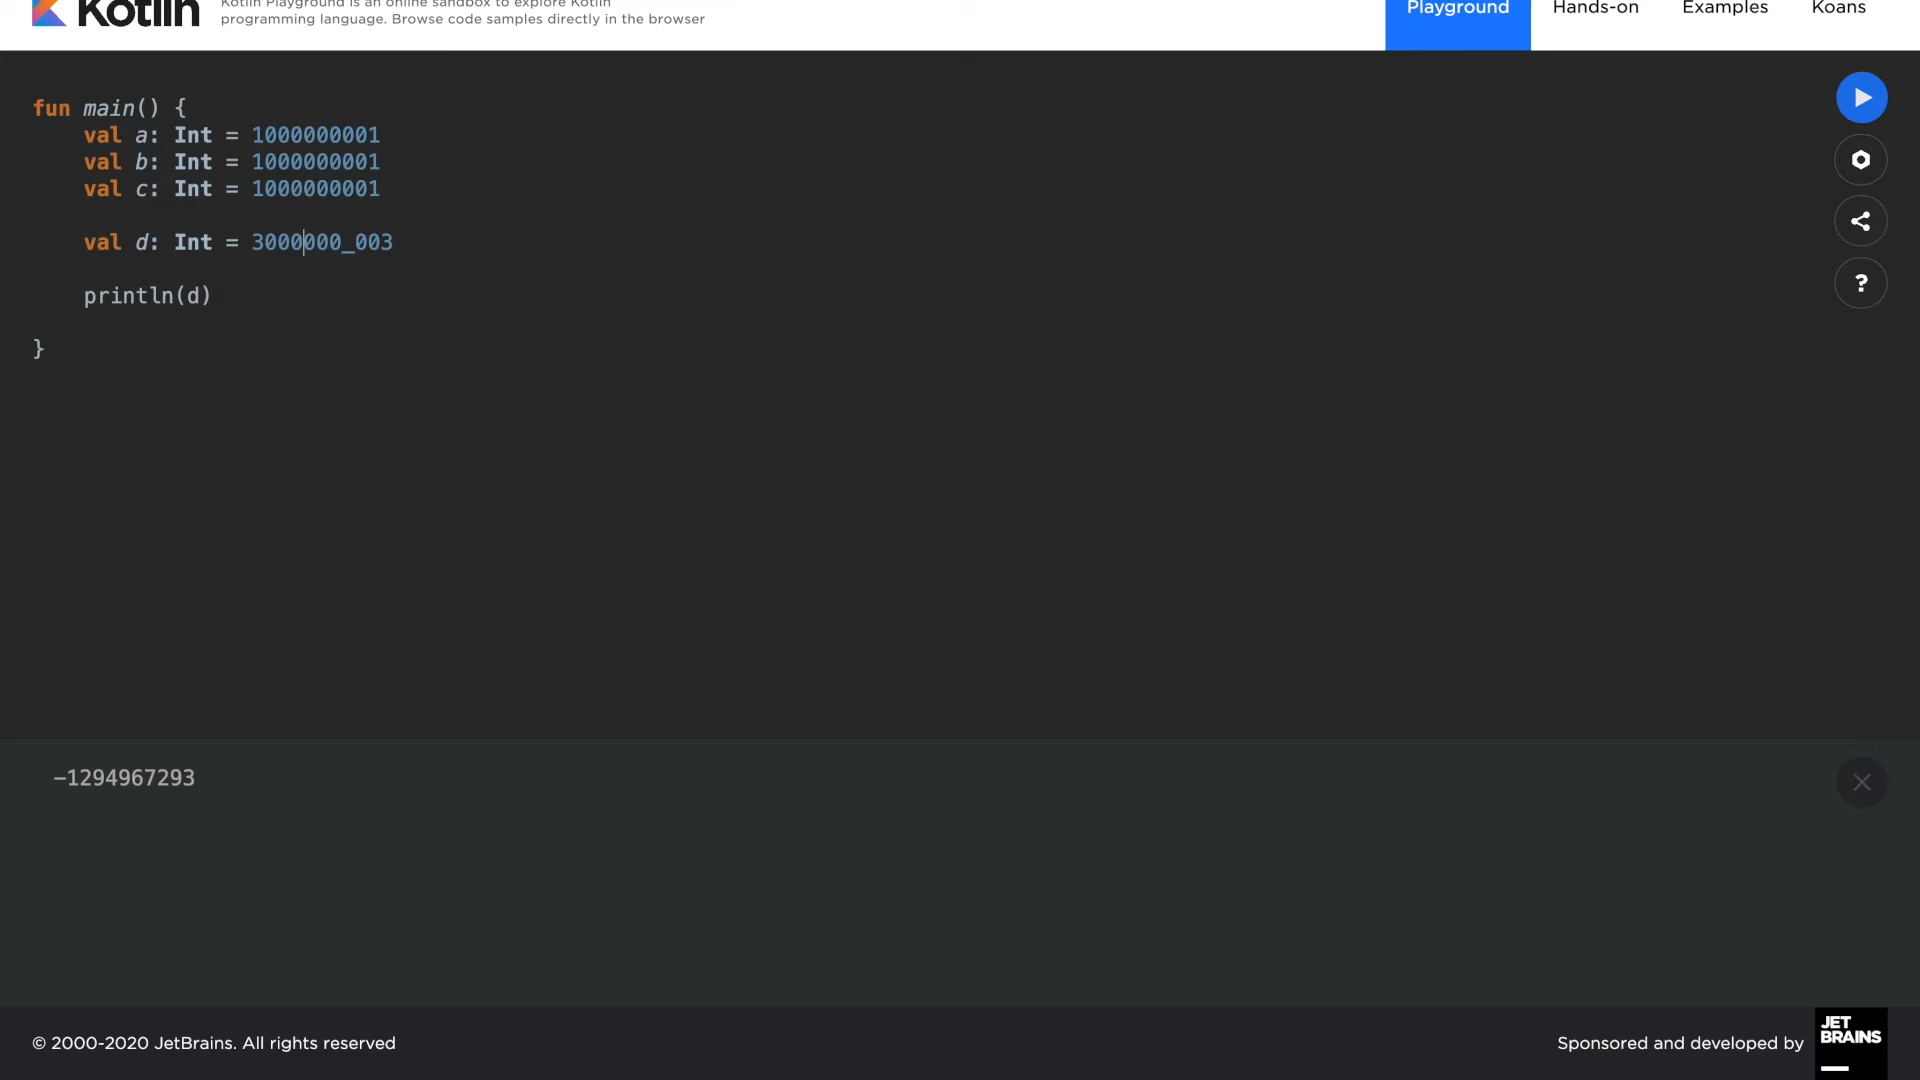 Kotlin
Kotlin Playground is an online sandbox to explore Kotlin
programming language. Browse code samples directly in the browser
Playground
Hands-on
Examples
Koans
fun main() {
    val a: Int = 1000000001
    val b: Int = 1000000001
    val c: Int = 1000000001
    val d: Int = 3000000_003
    println(d)
}
?
-1294967293
© 2000-2020 JetBrains. All rights reserved
Sponsored and developed by
JET
BRAINS